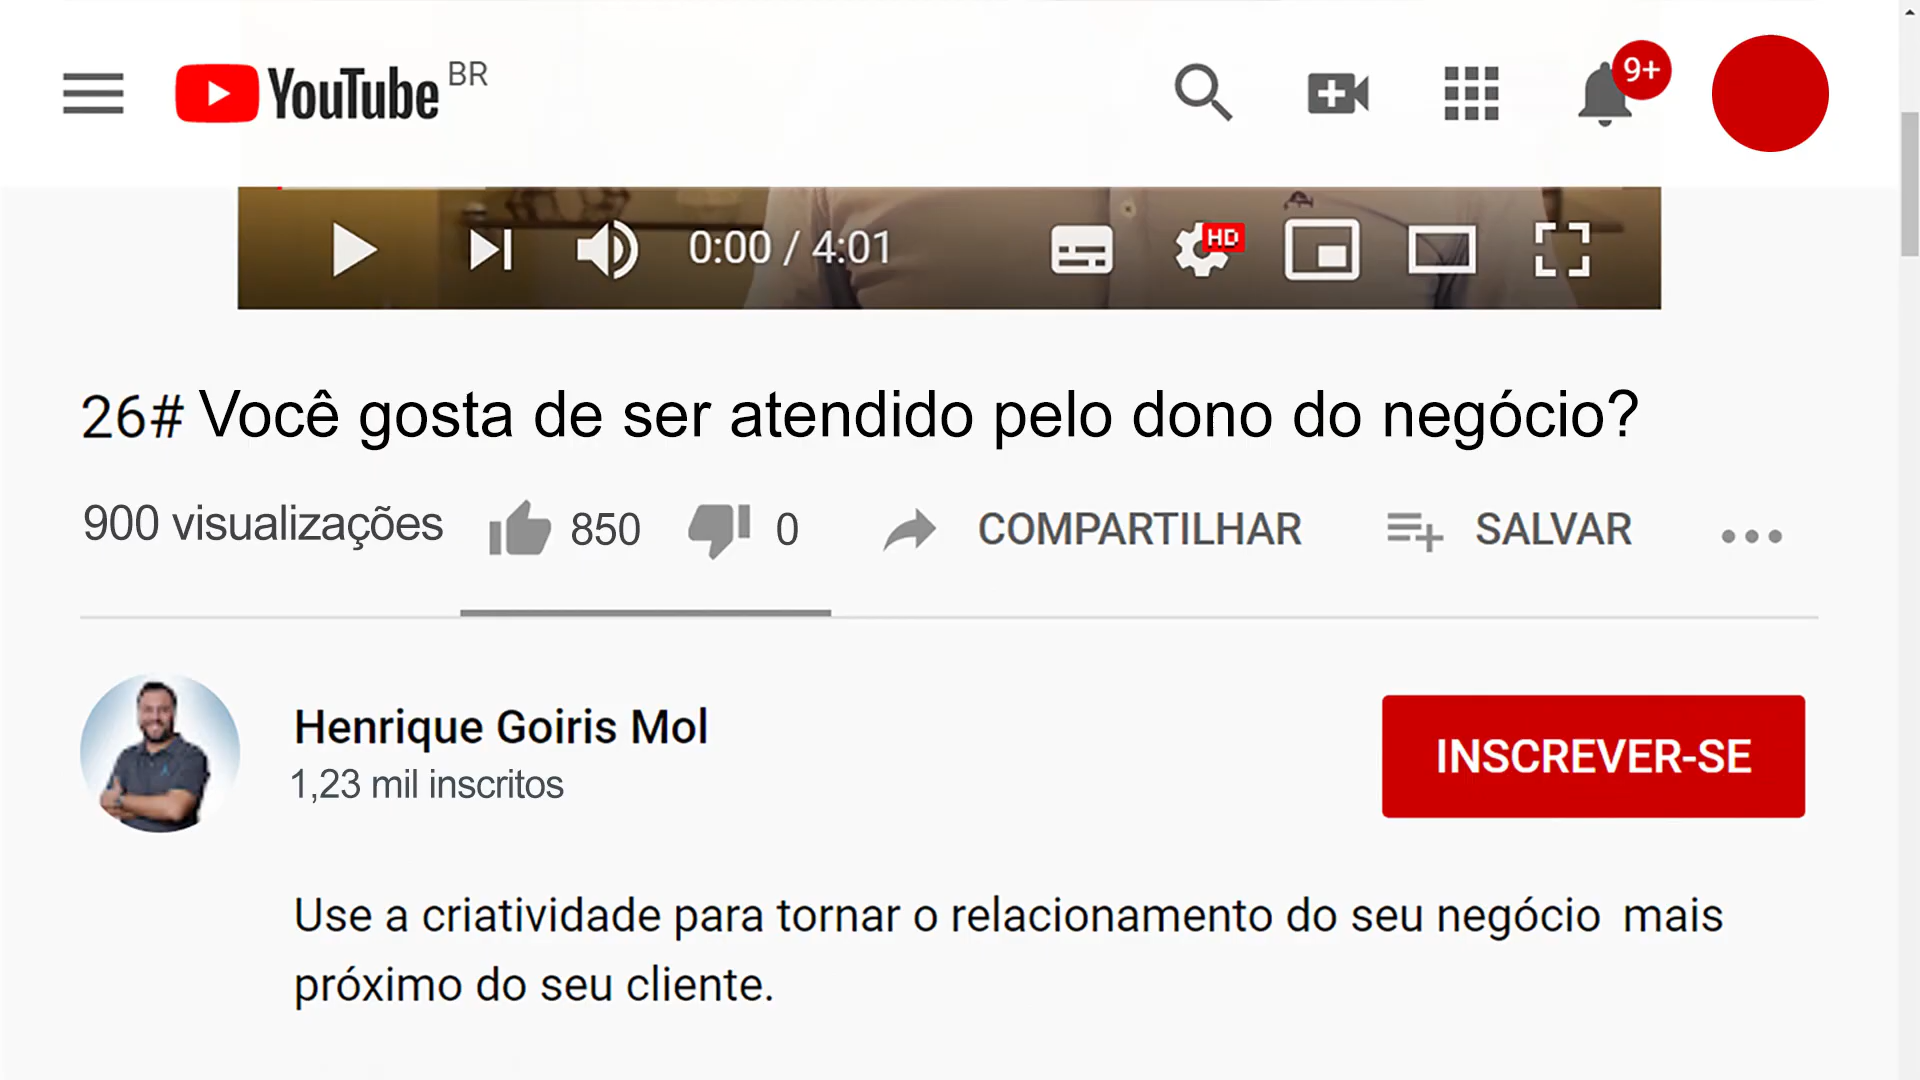 YouTube BR
9+
0:00 / 4:01
HD
26# Você gosta de ser atendido pelo dono do negócio?
900 visualizações 850 0 COMPARTILHAR SALVAR
Henrique Goiris Mol
1,23 mil inscritos
INSCREVER-SE
Use a criatividade para tornar o relacionamento do seu negócio mais
próximo do seu cliente.